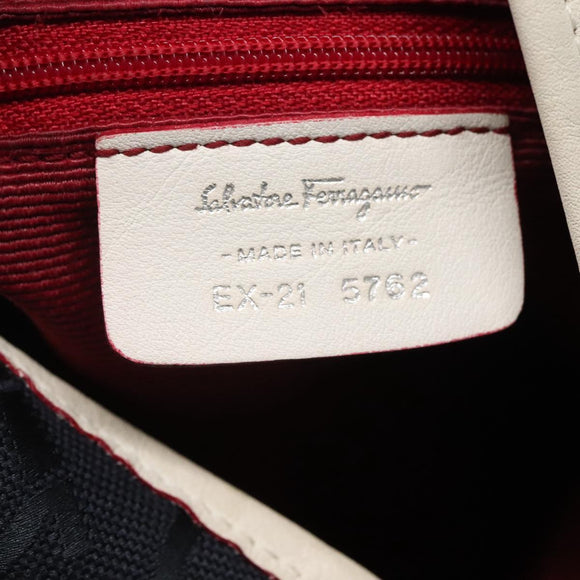 Salvatore Ferragamo
-MADE IN ITALY-
EX-21 5762